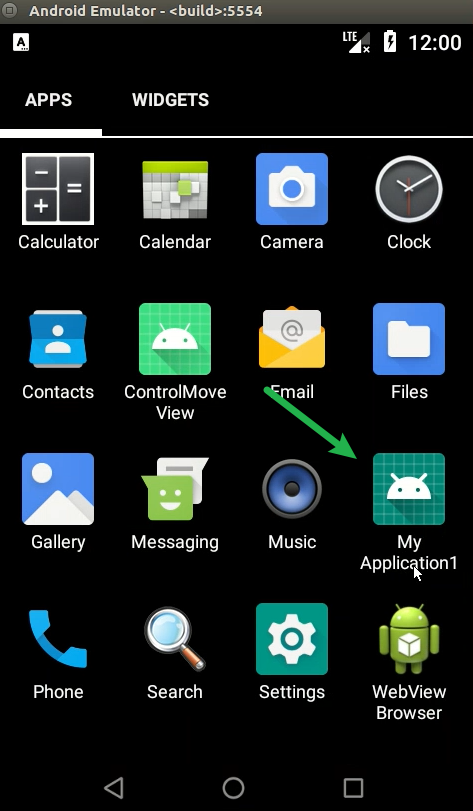 Android Emulator - <build>:5554
A
LTE
12:00
APPS
WIDGETS
Calculator
Calendar
Camera
Clock
Contacts
ControlMove
View
Email
Files
Gallery
Messaging
Music
My
Application1
Phone
Search
Settings
WebView
Browser